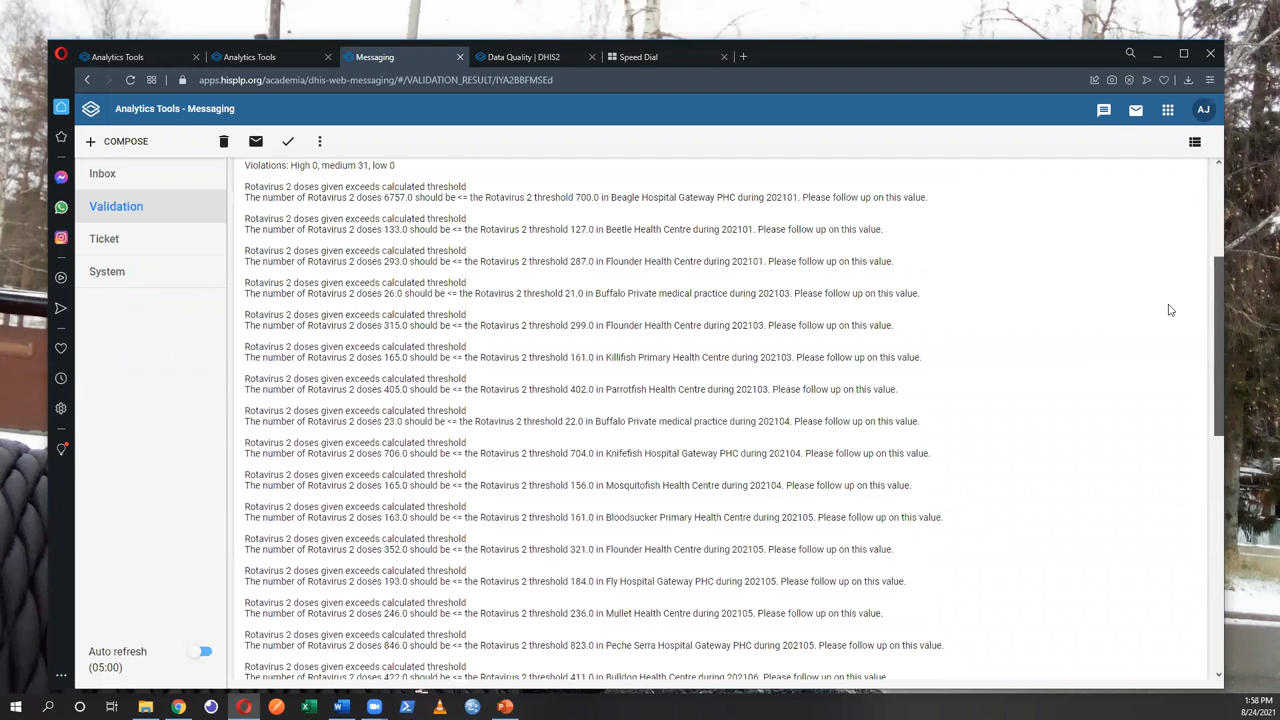 Analytics Tools
Analytics Tools
Messaging
Data Quality | DHIS2
Speed Dial
apps.hisplp.org/academia/dhis-web-messaging/#/VALIDATION_RESULT/IYA2BBFMSEd
Analytics Tools - Messaging
AJ
COMPOSE
Inbox
Validation
Ticket
System
Auto refresh
(05:00)
Violations: High 0, medium 31, low 0
Rotavirus 2 doses given exceeds calculated threshold
The number of Rotavirus 2 doses 6757.0 should be <= the Rotavirus 2 threshold 700.0 in Beagle Hospital Gateway PHC during 202101. Please follow up on this value.
Rotavirus 2 doses given exceeds calculated threshold
The number of Rotavirus 2 doses 133.0 should be <= the Rotavirus 2 threshold 127.0 in Beetle Health Centre during 202101. Please follow up on this value.
Rotavirus 2 doses given exceeds calculated threshold
The number of Rotavirus 2 doses 293.0 should be <= the Rotavirus 2 threshold 287.0 in Flounder Health Centre during 202101. Please follow up on this value.
Rotavirus 2 doses given exceeds calculated threshold
The number of Rotavirus 2 doses 26.0 should be <= the Rotavirus 2 threshold 21.0 in Buffalo Private medical practice during 202103. Please follow up on this value.
Rotavirus 2 doses given exceeds calculated threshold
The number of Rotavirus 2 doses 315.0 should be <= the Rotavirus 2 threshold 299.0 in Flounder Health Centre during 202103. Please follow up on this value.
Rotavirus 2 doses given exceeds calculated threshold
The number of Rotavirus 2 doses 165.0 should be <= the Rotavirus 2 threshold 161.0 in Killifish Primary Health Centre during 202103. Please follow up on this value.
Rotavirus 2 doses given exceeds calculated threshold
The number of Rotavirus 2 doses 405.0 should be <= the Rotavirus 2 threshold 402.0 in Parrotfish Health Centre during 202103. Please follow up on this value.
Rotavirus 2 doses given exceeds calculated threshold
The number of Rotavirus 2 doses 23.0 should be <= the Rotavirus 2 threshold 22.0 in Buffalo Private medical practice during 202104. Please follow up on this value.
Rotavirus 2 doses given exceeds calculated threshold
The number of Rotavirus 2 doses 706.0 should be <= the Rotavirus 2 threshold 704.0 in Knifefish Hospital Gateway PHC during 202104. Please follow up on this value.
Rotavirus 2 doses given exceeds calculated threshold
The number of Rotavirus 2 doses 165.0 should be <= the Rotavirus 2 threshold 156.0 in Mosquitofish Health Centre during 202104. Please follow up on this value.
Rotavirus 2 doses given exceeds calculated threshold
The number of Rotavirus 2 doses 163.0 should be <= the Rotavirus 2 threshold 161.0 in Bloodsucker Primary Health Centre during 202105. Please follow up on this value.
Rotavirus 2 doses given exceeds calculated threshold
The number of Rotavirus 2 doses 352.0 should be <= the Rotavirus 2 threshold 321.0 in Flounder Health Centre during 202105. Please follow up on this value.
Rotavirus 2 doses given exceeds calculated threshold
The number of Rotavirus 2 doses 193.0 should be <= the Rotavirus 2 threshold 184.0 in Fly Hospital Gateway PHC during 202105. Please follow up on this value.
Rotavirus 2 doses given exceeds calculated threshold
The number of Rotavirus 2 doses 246.0 should be <= the Rotavirus 2 threshold 236.0 in Mullet Health Centre during 202105. Please follow up on this value.
Rotavirus 2 doses given exceeds calculated threshold
The number of Rotavirus 2 doses 846.0 should be <= the Rotavirus 2 threshold 823.0 in Peche Serra Hospital Gateway PHC during 202105. Please follow up on this value.
Rotavirus 2 doses given exceeds calculated threshold
The number of Rotavirus 2 doses 422.0 should be <= the Rotavirus 2 threshold 411.0 in Bulldog Health Centre during 202106. Please follow up on this value.
1:58 PM
8/24/2021